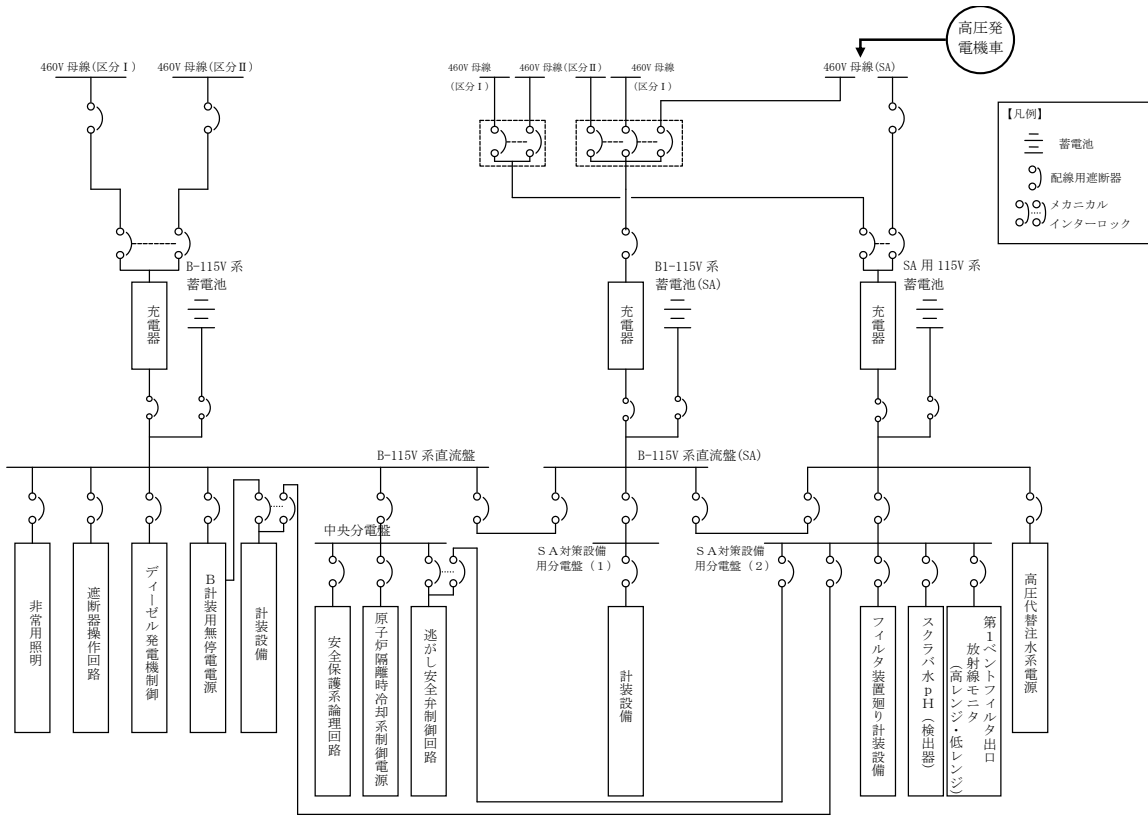 高圧発
電機車
460V 母線(区分Ⅰ)
460V 母線(区分Ⅱ)
460V 母線
(区分Ⅰ)
460V 母線(区分Ⅱ)
460V 母線
(区分Ⅰ)
460V 母線(SA)
【凡例】
蓄電池
配線用遮断器
メカニカル
インターロック
B-115V 系
蓄電池
充電器
B1-115V 系
蓄電池(SA)
充電器
SA 用 115V 系
蓄電池
充電器
B-115V 系直流盤
B-115V 系直流盤(SA)
中央分電盤
SA対策設備
用分電盤(1)
SA対策設備
用分電盤(2)
非常用照明
遮断器操作回路
ディーゼル発電機制御
B計装用無停電電源
計装設備
安全保護系論理回路
原子炉隔離時冷却系制御電源
逃がし安全弁制御回路
計装設備
フィルタ装置廻り計装設備
スクラバ水pH(検出器)
第1ベントフィルタ出口
放射線モニタ
(高レンジ・低レンジ)
高圧代替注水系電源